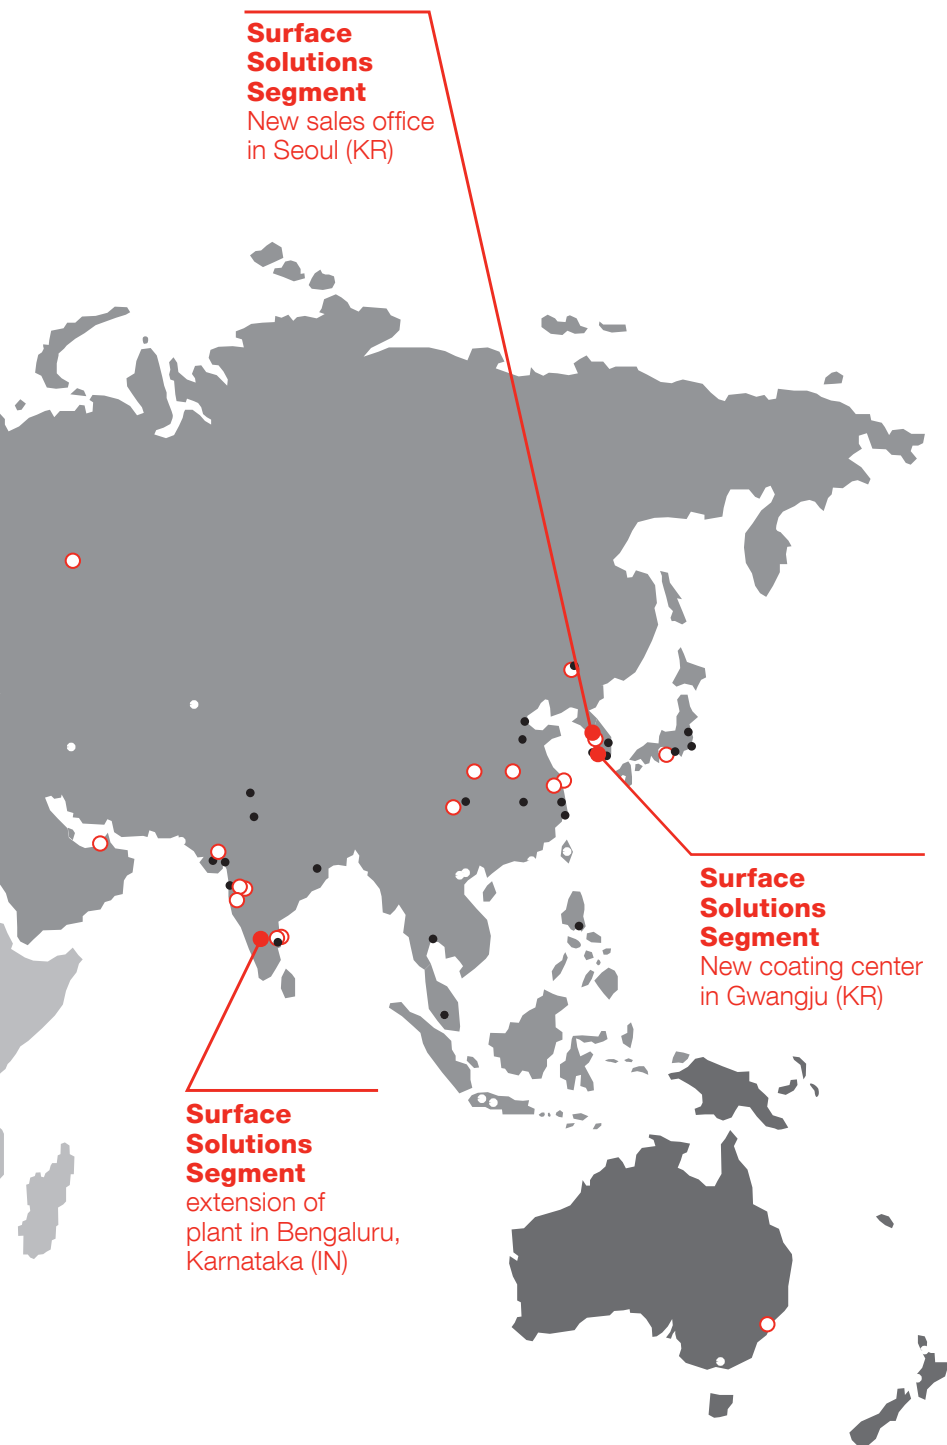 Surface
Solutions
Segment
New sales office
in Seoul (KR)
Surface
Solutions
Segment
New coating center
in Gwangju (KR)
Surface
Solutions
Segment
extension of
plant in Bengaluru,
Karnataka (IN)